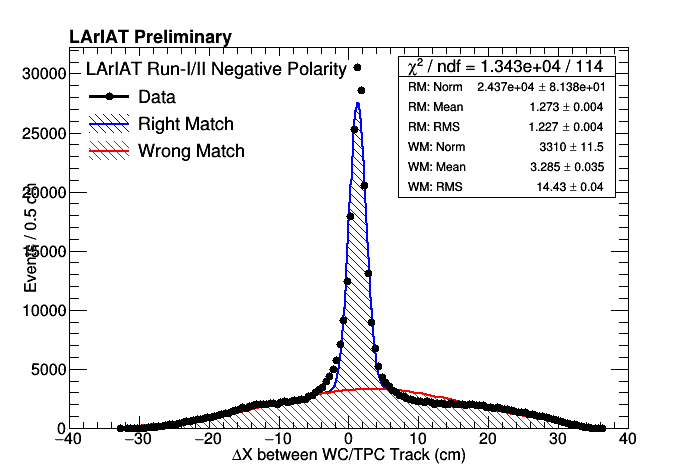 LArIAT Preliminary
LArIAT Run-I/II Negative Polarity
Data
Right Match
Wrong Match
χ² / ndf = 1.343e+04 / 114
RM: Norm 2.437e+04 ± 8.138e+01
RM: Mean 1.273 ± 0.004
RM: RMS 1.227 ± 0.004
WM: Norm 3310 ± 11.5
WM: Mean 3.285 ± 0.035
WM: RMS 14.43 ± 0.04
30000
25000
20000
15000
10000
5000
0
Events / 0.5 cm
−40 −30 −20 −10 0 10 20 30 40
ΔX between WC/TPC Track (cm)